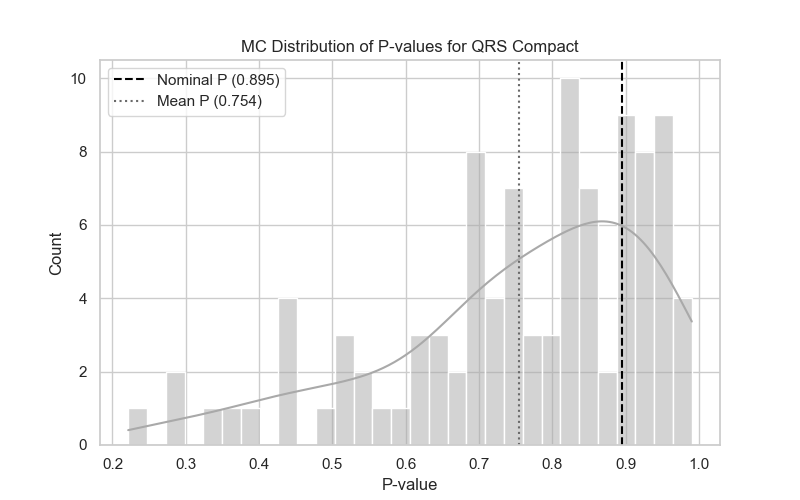 MC Distribution of P-values for QRS Compact
Nominal P (0.895)
Mean P (0.754)
Count
10
8
6
4
2
0
0.2 0.3 0.4 0.5 0.6 0.7 0.8 0.9 1.0
P-value